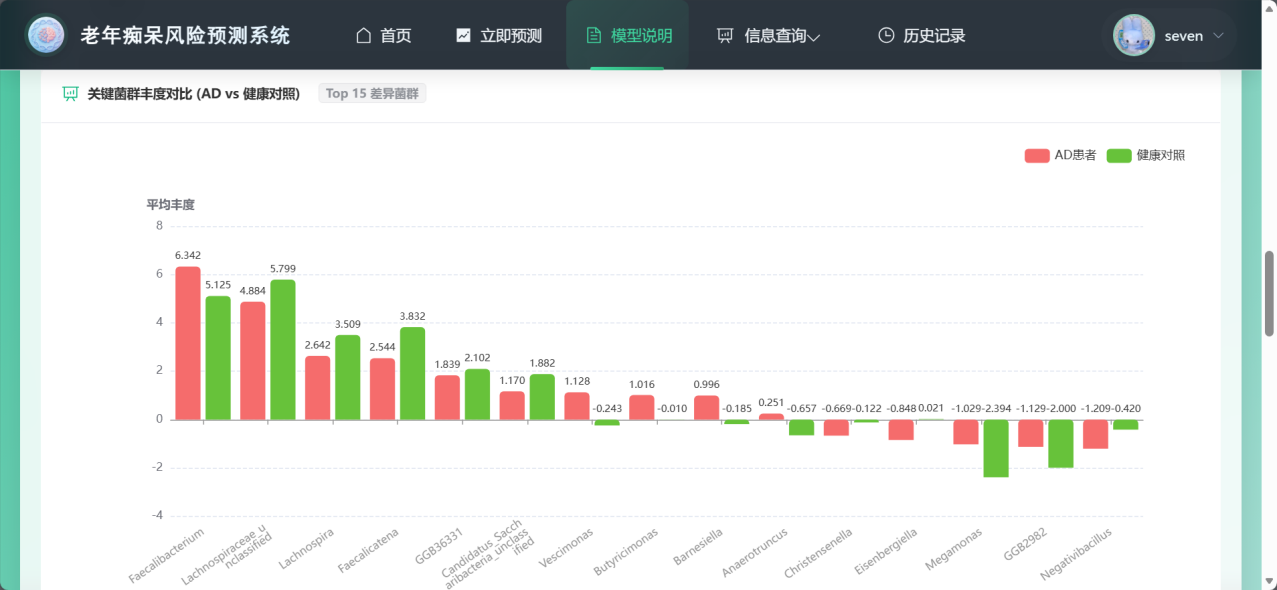 老年痴呆风险预测系统
首页
立即预测
模型说明
信息查询
历史记录
seven
关键菌群丰度对比 (AD vs 健康对照)
Top 15 差异菌群
AD患者
健康对照
平均丰度
8
6
4
2
0
-2
-4
6.342
5.125
4.884
5.799
2.642
3.509
2.544
3.832
1.839
2.102
1.170
1.882
1.128
-0.243
1.016
-0.010
0.996
-0.185
0.251
-0.657
-0.669
-0.122
-0.848
0.021
-1.029
-2.394
-1.129
-2.000
-1.209
-0.420
Faecalibacterium
Lachnospiraceae_u
nclassified
Lachnospira
Faecalicatena
GGB36331
Candidatus_Sacch
aribacteria_unclass
ified
Vescimonas
Butyricimonas
Barnesiella
Anaerotruncus
Christensenella
Eisenbergiella
Megamonas
GGB2982
Negativibacillus